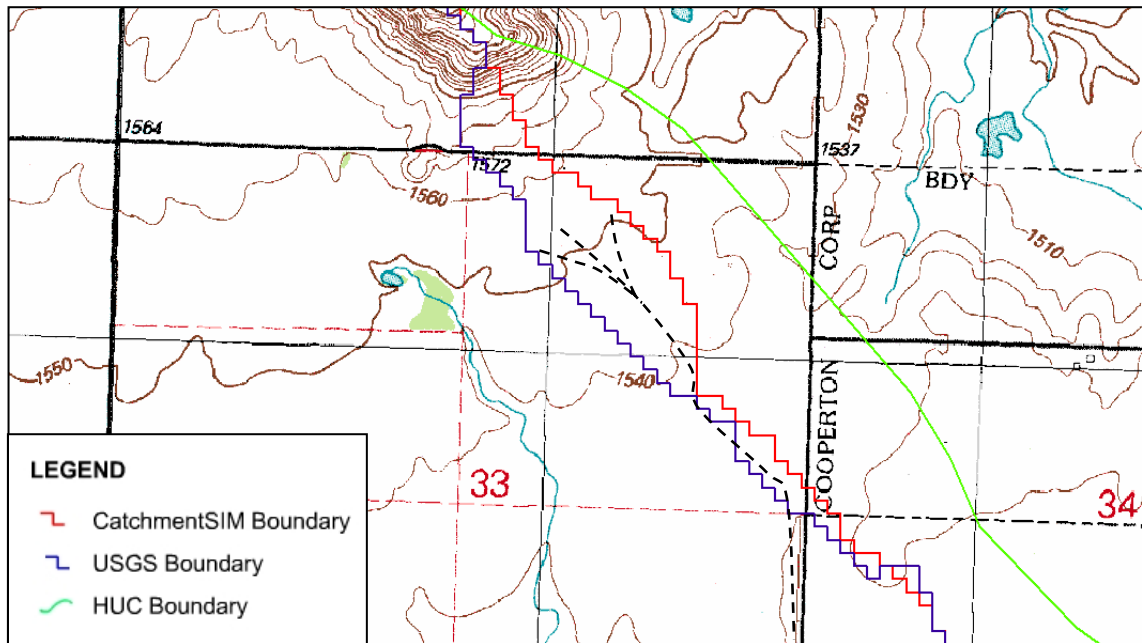 1564
1572
1537
1530
BDY
1560
CORP
1510
1550
1540
COOPERTON
33
34
LEGEND
CatchmentSIM Boundary
USGS Boundary
HUC Boundary